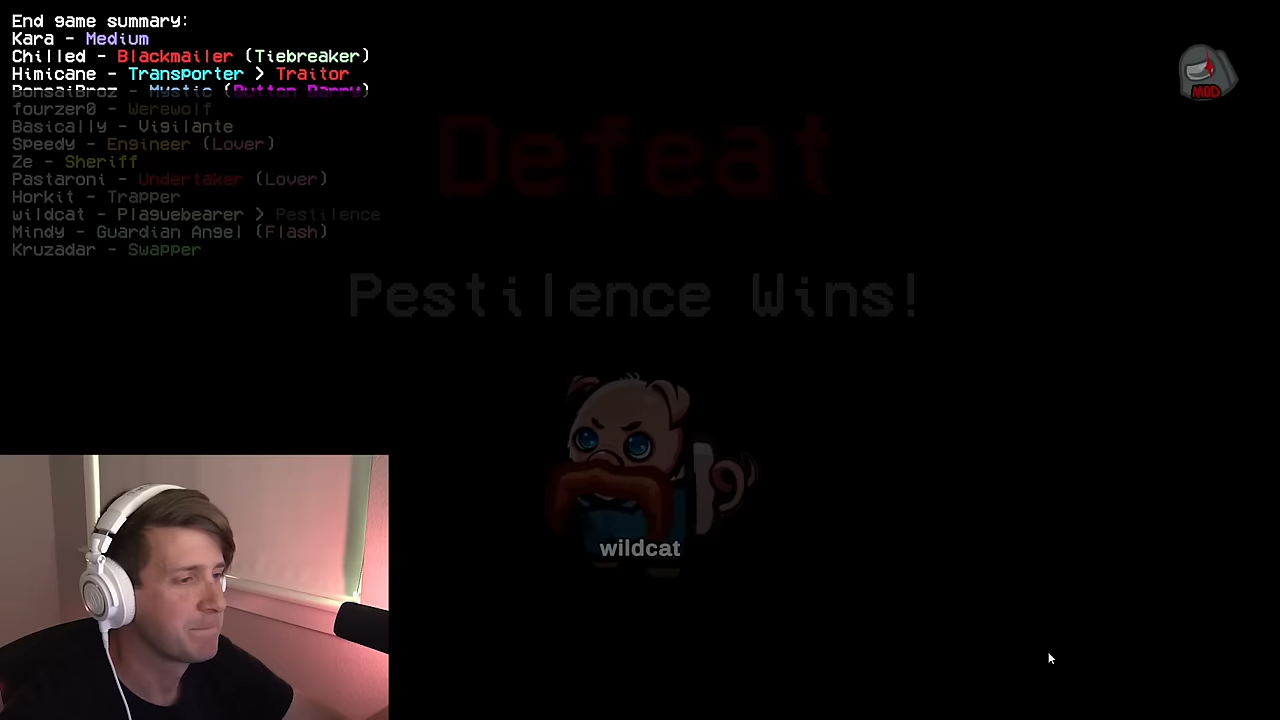 End game summary:
Kara - Medium
Chilled - Blackmailer (Tiebreaker)
Himicane - Transporter > Traitor
BonsaiBroz - Mystic (Button Barry)
fourzer0 - Werewolf
Basically - Vigilante
Speedy - Engineer (Lover)
Ze - Sheriff
Pastaroni - Undertaker (Lover)
Horkit - Trapper
wildcat - Plaguebearer > Pestilence
Mindy - Guardian Angel (Flash)
Kruzadar - Swapper
MOD
Defeat
Pestilence Wins!
wildcat